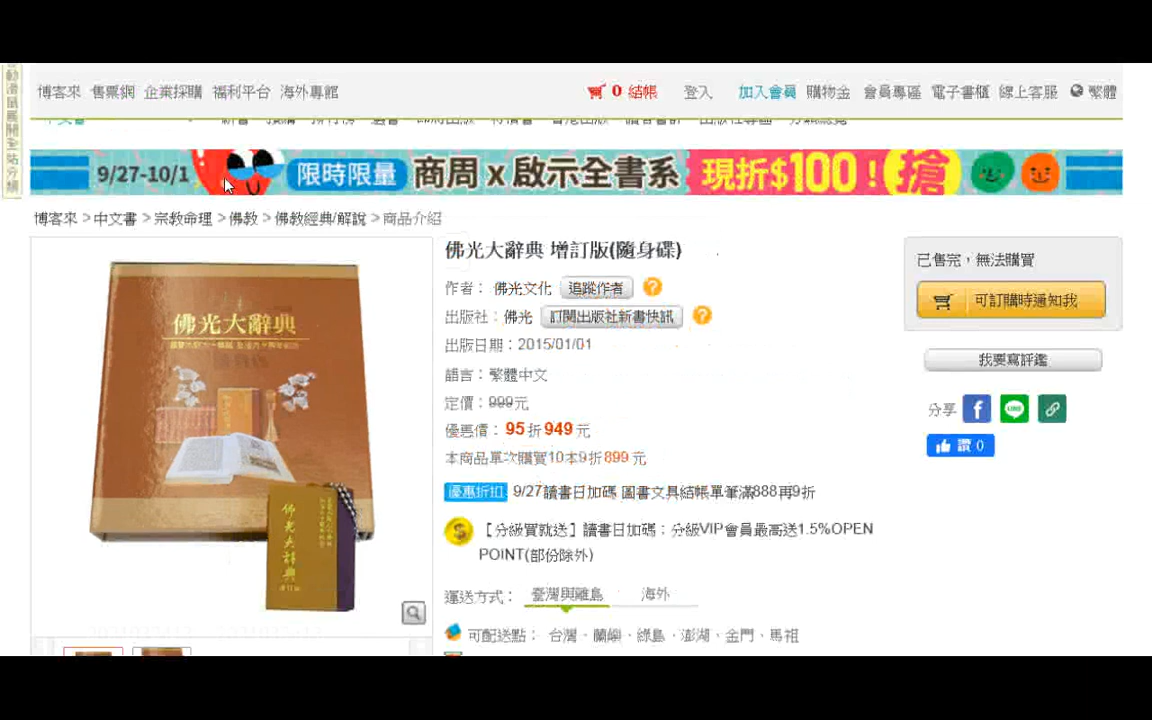 博客來 售票網 企業採購 福利平台 海外專館
0 結帳 登入 加入會員 購物金 會員專區 電子書櫃 線上客服 繁體
9/27-10/1 限時限量 商周 x 啟示全書系 現折$100！搶
博客來 > 中文書 > 宗教命理 > 佛教 > 佛教經典/解說 > 商品介紹
佛光大辭典 增訂版(隨身碟)
作者： 佛光文化 追蹤作者
出版社：佛光 訂閱出版社新書快訊
出版日期：2015/01/01
語言：繁體中文
定價：999元
優惠價：95折949元
本商品單次購買10本9折899元
優惠折扣 9/27讀書日加碼 圖書文具結帳單筆滿888再9折
【分級買就送】讀書日加碼：分級VIP會員最高送1.5%OPEN
POINT(部份除外)
運送方式： 臺灣與離島 海外
可配送點： 台灣、蘭嶼、綠島、澎湖、金門、馬祖
已售完，無法購買
可訂購時通知我
我要寫評鑑
分享
讚 0
佛光大辭典
佛光大辭典